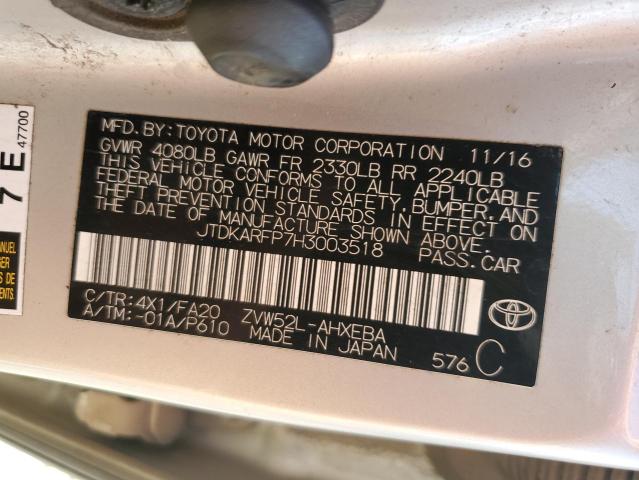 MFD. BY: TOYOTA MOTOR CORPORATION 11/16
GVWR 4080LB GAWR FR 2330LB RR 2240LB
THIS VEHICLE CONFORMS TO ALL APPLICABLE
FEDERAL MOTOR VEHICLE SAFETY, BUMPER, AND
THEFT PREVENTION STANDARDS IN EFFECT ON
THE DATE OF MANUFACTURE SHOWN ABOVE.
JTDKARFP7H3003518 PASS.CAR
C/TR:4X1/FA20 ZVW52L-AHXEBA
A/TM:-01A/P610 MADE IN JAPAN 576 C
7 E 47700